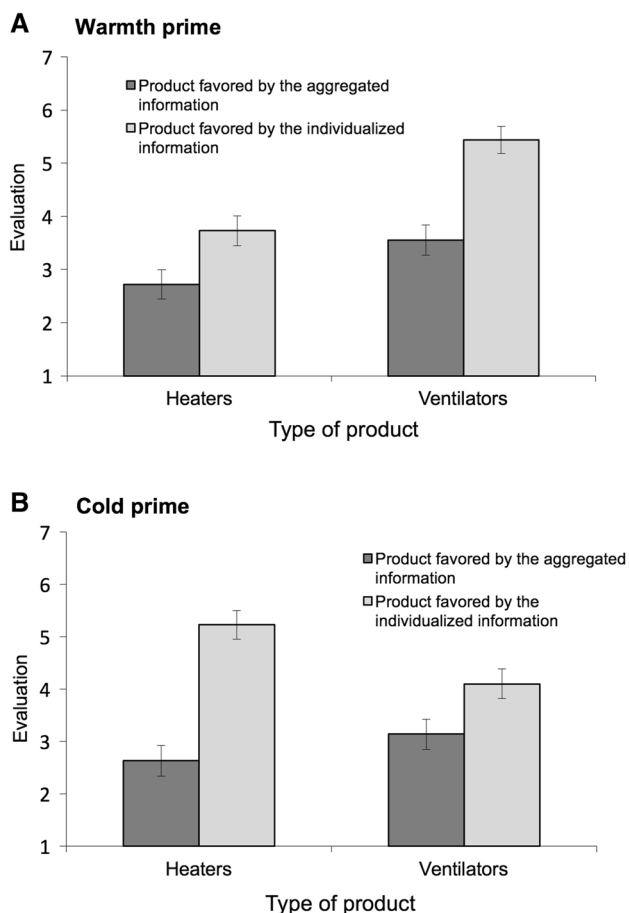 A Warmth prime
7
6
5
4
3
2
1
Evaluation
Product favored by the aggregated
information
Product favored by the individualized
information
Heaters
Ventilators
Type of product
B Cold prime
7
6
5
4
3
2
1
Evaluation
Product favored by the aggregated
information
Product favored by the
individualized information
Heaters
Ventilators
Type of product